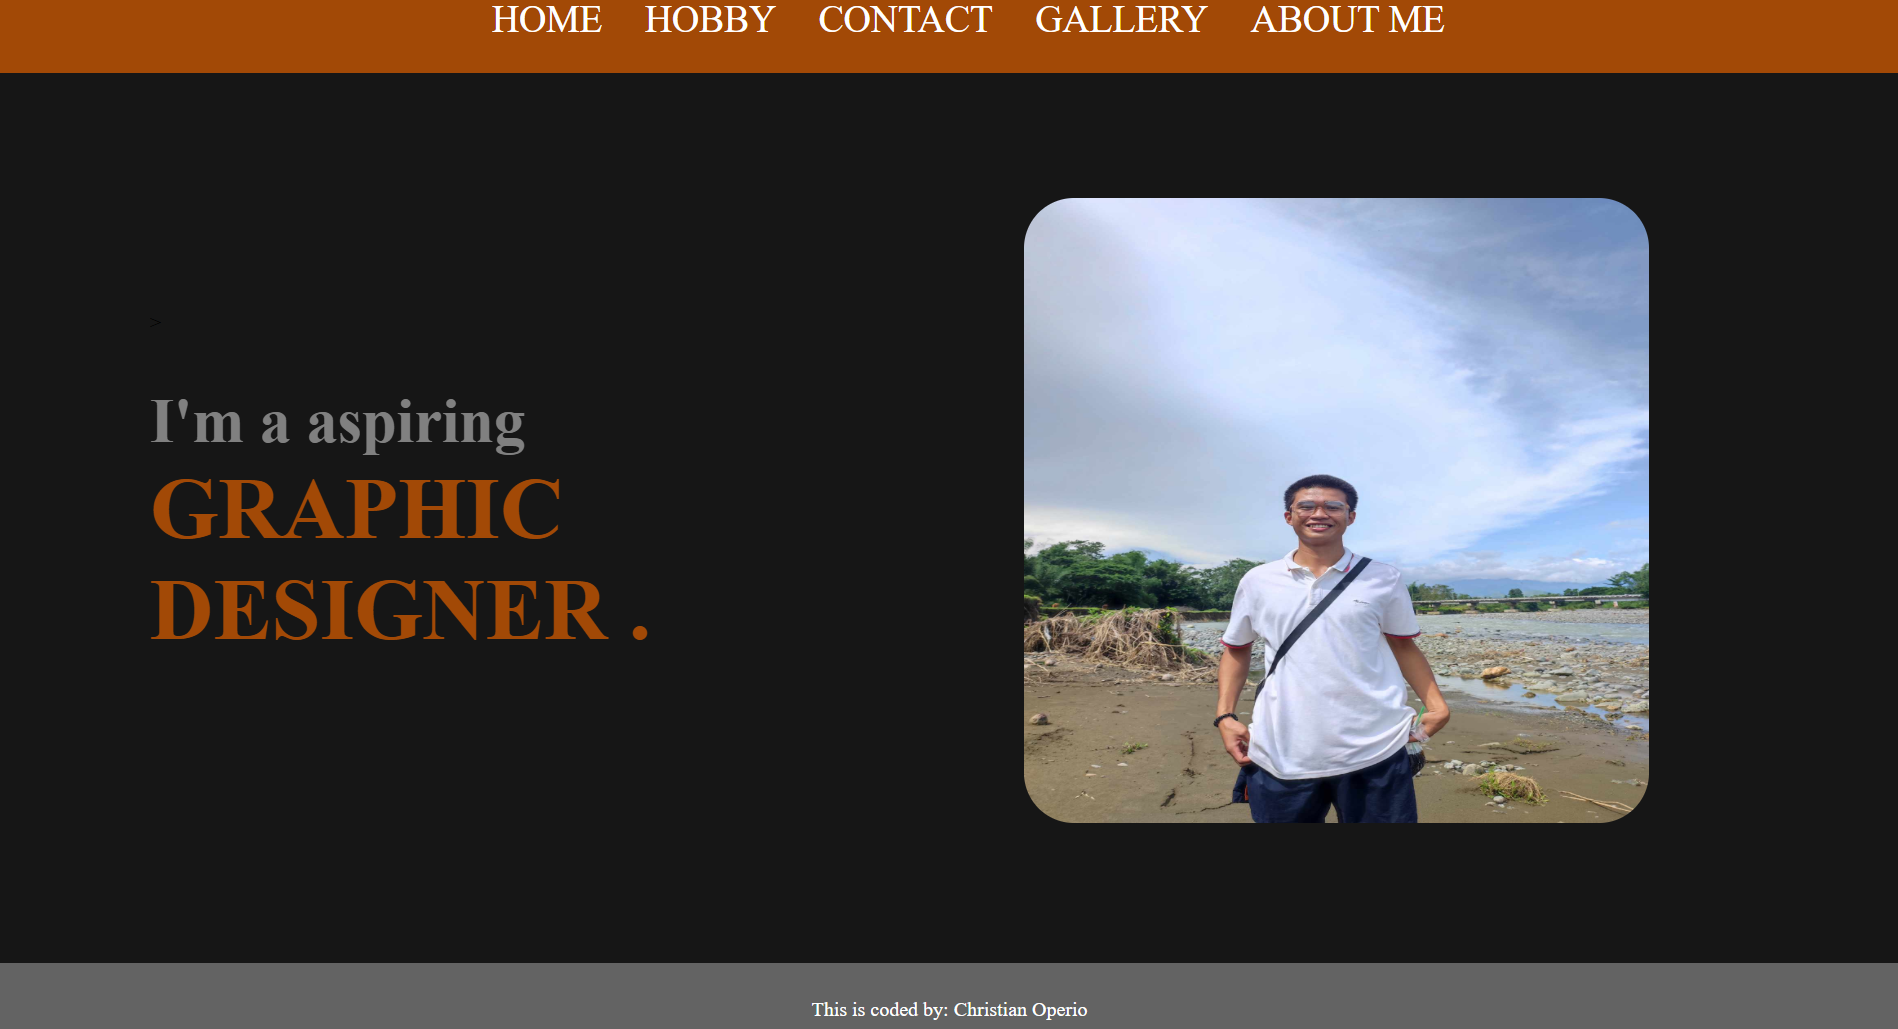 HOME HOBBY CONTACT GALLERY ABOUT ME
>
I'm a aspiring
GRAPHIC
DESIGNER .
This is coded by: Christian Operio